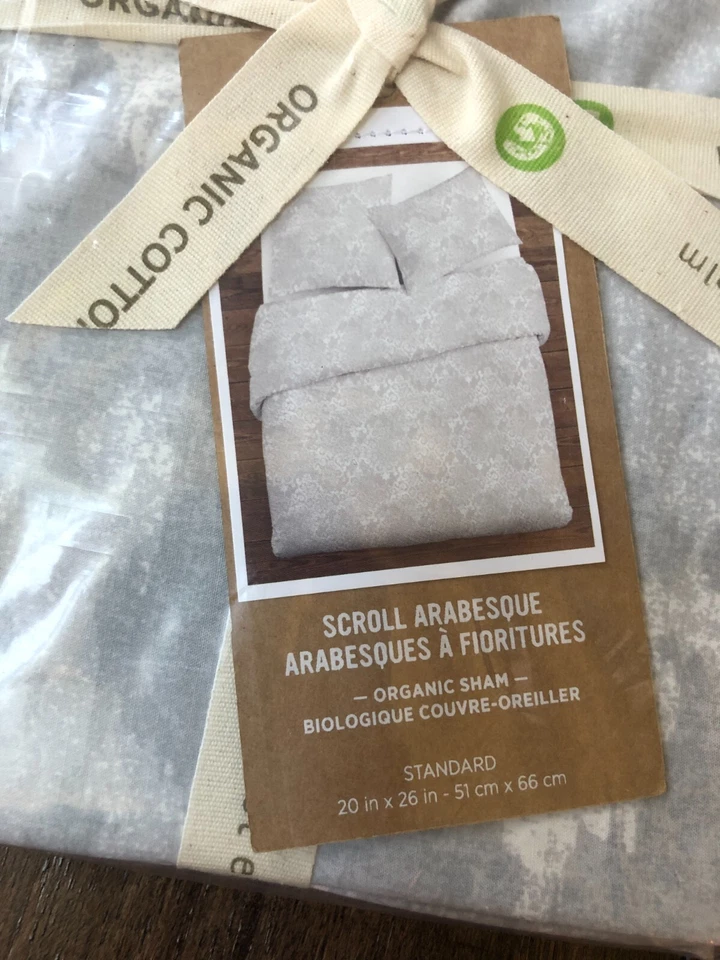 ORGANIC
ORGANIC COTTON
SCROLL ARABESQUE
ARABESQUES À FIORITURES
— ORGANIC SHAM —
BIOLOGIQUE COUVRE-OREILLER
STANDARD
20 in x 26 in - 51 cm x 66 cm